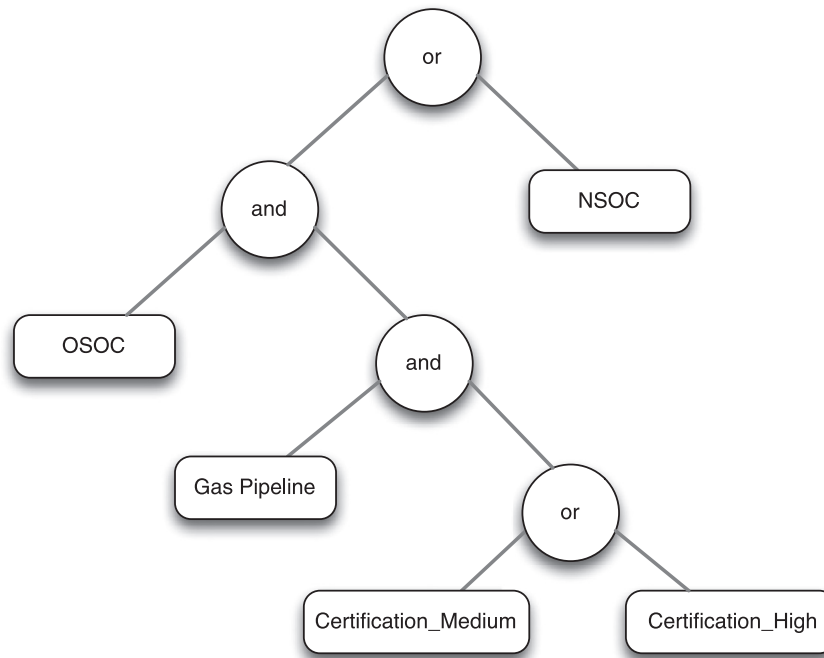 or
and
NSOC
OSOC
and
Gas Pipeline
or
Certification_Medium
Certification_High